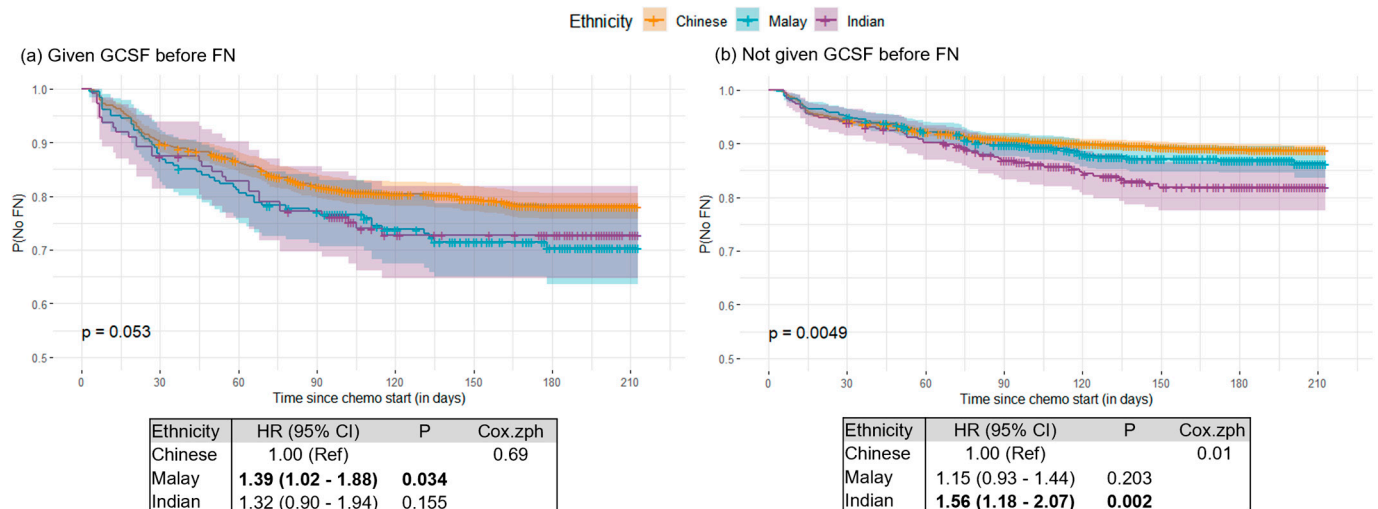 Ethnicity Chinese Malay Indian
(a) Given GCSF before FN
P(No FN)
1.0
0.9
0.8
0.7
0.6
0.5
p = 0.053
0 30 60 90 120 150 180 210
Time since chemo start (in days)
Ethnicity HR (95% CI) P Cox.zph
Chinese 1.00 (Ref) 0.69
Malay 1.39 (1.02 - 1.88) 0.034
Indian 1.32 (0.90 - 1.94) 0.155
(b) Not given GCSF before FN
P(No FN)
1.0
0.9
0.8
0.7
0.6
0.5
p = 0.0049
0 30 60 90 120 150 180 210
Time since chemo start (in days)
Ethnicity HR (95% CI) P Cox.zph
Chinese 1.00 (Ref) 0.01
Malay 1.15 (0.93 - 1.44) 0.203
Indian 1.56 (1.18 - 2.07) 0.002